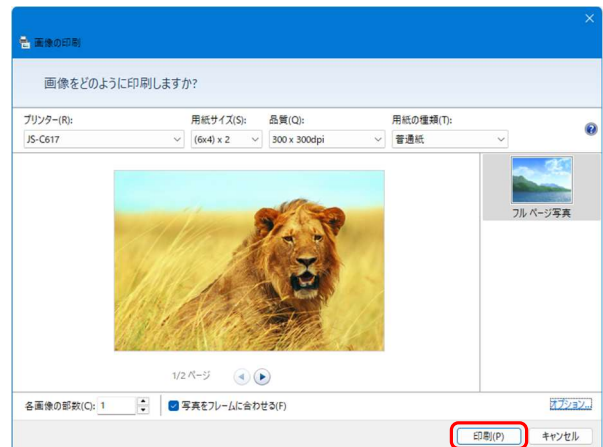 画像の印刷
画像をどのように印刷しますか?
プリンター(R): 用紙サイズ(S): 品質(Q): 用紙の種類(T):
JS-C617 (6x4) x 2 300 x 300dpi 普通紙
フル ページ写真
1/2 ページ
各画像の部数(C): 1 写真をフレームに合わせる(F) オプション...
印刷(P) キャンセル